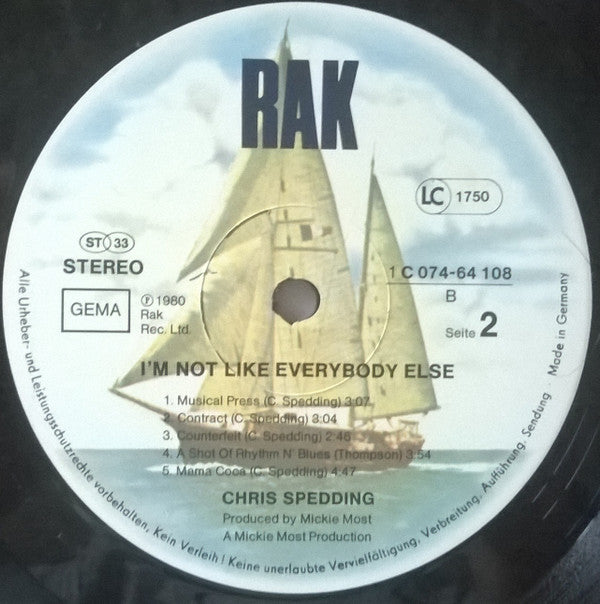 RAK
LC 1750
ST 33
STEREO
1 C 074-64 108
B
GEMA
℗ 1980
Rak
Rec. Ltd.
Seite 2
I'M NOT LIKE EVERYBODY ELSE
1. Musical Press (C. Spedding) 3:07
2. Contract (C. Spedding) 3:04
3. Counterfeit (C. Spedding) 2:46
4. A Shot Of Rhythm N' Blues (Thompson) 3:54
5. Mama Coca (C. Spedding) 4:47
CHRIS SPEDDING
Produced by Mickie Most
A Mickie Most Production
Alle Urheber- und Leistungsschutzrechte vorbehalten, Kein Verleih! Keine unerlaubte Vervielfältigung, Verbreitung, Aufführung, Sendung · Made in Germany